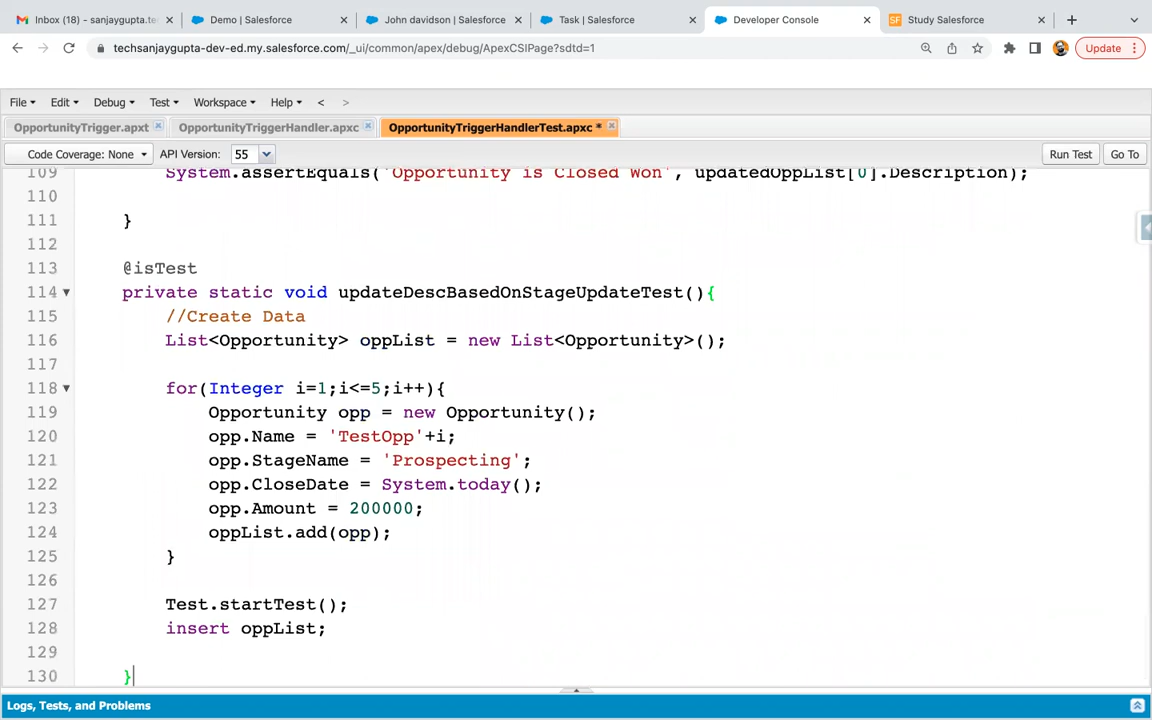 Inbox (18) - sanjaygupta.te
Demo | Salesforce
John davidson | Salesforce
Task | Salesforce
Developer Console
SF Study Salesforce
techsanjaygupta-dev-ed.my.salesforce.com/_ui/common/apex/debug/ApexCSIPage?sdtd=1
Update
File Edit Debug Test Workspace Help < >
OpportunityTrigger.apxt OpportunityTriggerHandler.apxc OpportunityTriggerHandlerTest.apxc *
Code Coverage: None API Version: 55 Run Test Go To
109 System.assertEquals('Opportunity is Closed Won', updatedOppList[0].Description);
110
111 }
112
113 @isTest
114 private static void updateDescBasedOnStageUpdateTest(){
115 //Create Data
116 List<Opportunity> oppList = new List<Opportunity>();
117
118 for(Integer i=1;i<=5;i++){
119 Opportunity opp = new Opportunity();
120 opp.Name = 'TestOpp'+i;
121 opp.StageName = 'Prospecting';
122 opp.CloseDate = System.today();
123 opp.Amount = 200000;
124 oppList.add(opp);
125 }
126
127 Test.startTest();
128 insert oppList;
129
130 }
Logs, Tests, and Problems